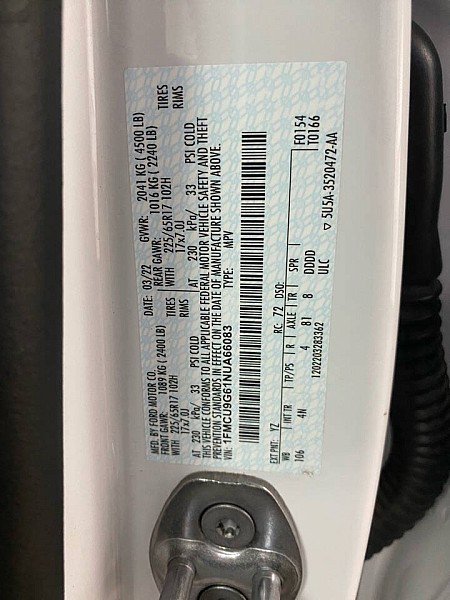 MFD. BY FORD MOTOR CO.
DATE: 03/22 GVWR: 2041 KG ( 4500 LB)
FRONT GAWR: 1089 KG ( 2400 LB) REAR GAWR: 1016 KG ( 2240 LB)
WITH 225/65R17 102H TIRES WITH 225/65R17 102H TIRES
17x7.0J RIMS 17x7.0J RIMS
AT 230 kPa/ 33 PSI COLD AT 230 kPa/ 33 PSI COLD
THIS VEHICLE CONFORMS TO ALL APPLICABLE FEDERAL MOTOR VEHICLE SAFETY AND THEFT
PREVENTION STANDARDS IN EFFECT ON THE DATE OF MANUFACTURE SHOWN ABOVE.
VIN: 1FMCU9G61NUA66083 TYPE: MPV
EXT PNT: YZ RC: 72 DSO: F0154
WB INT TR TP/PS R AXLE TR SPR T0166
106 4N 4 81 8 DDDD
1202203283362 ULC
▽ 5U5A-3520472-AA